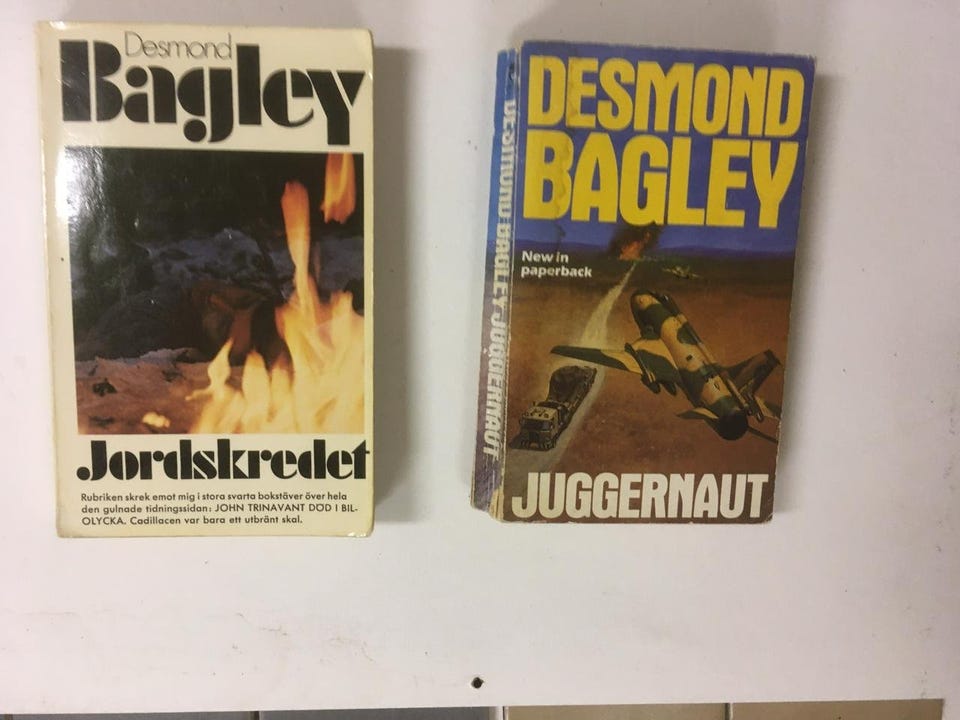 Desmond
Bagley
Jordskredet
Rubriken skrek emot mig i stora svarta bokstäver över hela
den gulnade tidningssidan: JOHN TRINAVANT DÖD I BIL-
OLYCKA. Cadillacen var bara ett utbränt skal.
DESMOND BAGLEY JUGGERNAUT
DESMOND
BAGLEY
New in
paperback
JUGGERNAUT